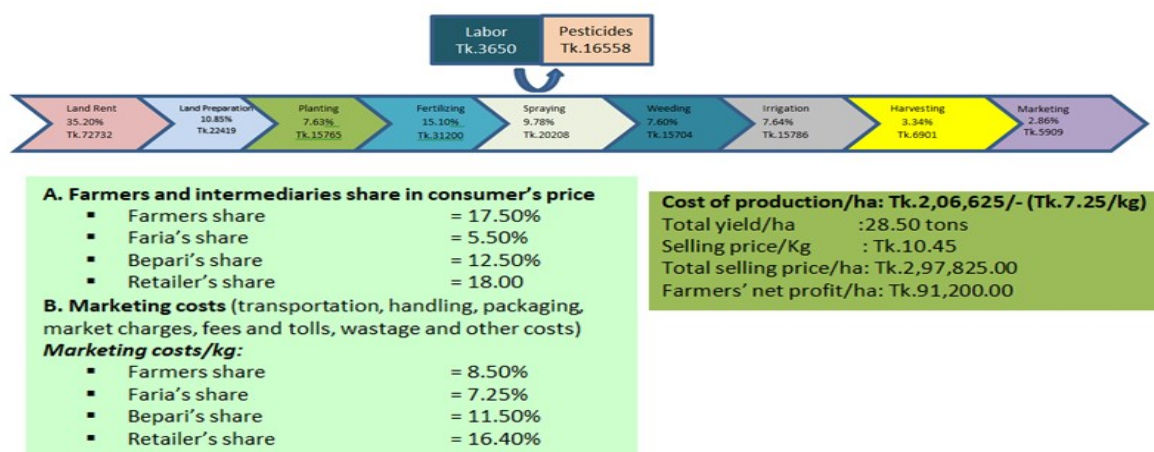 Labor
Tk.3650
Pesticides
Tk.16558
Land Rent
35.20%
Tk.72732
Land Preparation
10.85%
Tk.22419
Planting
7.63%
Tk.15765
Fertilizing
15.10%
Tk.31200
Spraying
9.78%
Tk.20208
Weeding
7.60%
Tk.15704
Irrigation
7.64%
Tk.15786
Harvesting
3.34%
Tk.6901
Marketing
2.86%
Tk.5909
A. Farmers and intermediaries share in consumer's price
▪ Farmers share = 17.50%
▪ Faria's share = 5.50%
▪ Bepari's share = 12.50%
▪ Retailer's share = 18.00
B. Marketing costs (transportation, handling, packaging,
market charges, fees and tolls, wastage and other costs)
Marketing costs/kg:
▪ Farmers share = 8.50%
▪ Faria's share = 7.25%
▪ Bepari's share = 11.50%
▪ Retailer's share = 16.40%
Cost of production/ha: Tk.2,06,625/- (Tk.7.25/kg)
Total yield/ha :28.50 tons
Selling price/Kg : Tk.10.45
Total selling price/ha: Tk.2,97,825.00
Farmers' net profit/ha: Tk.91,200.00